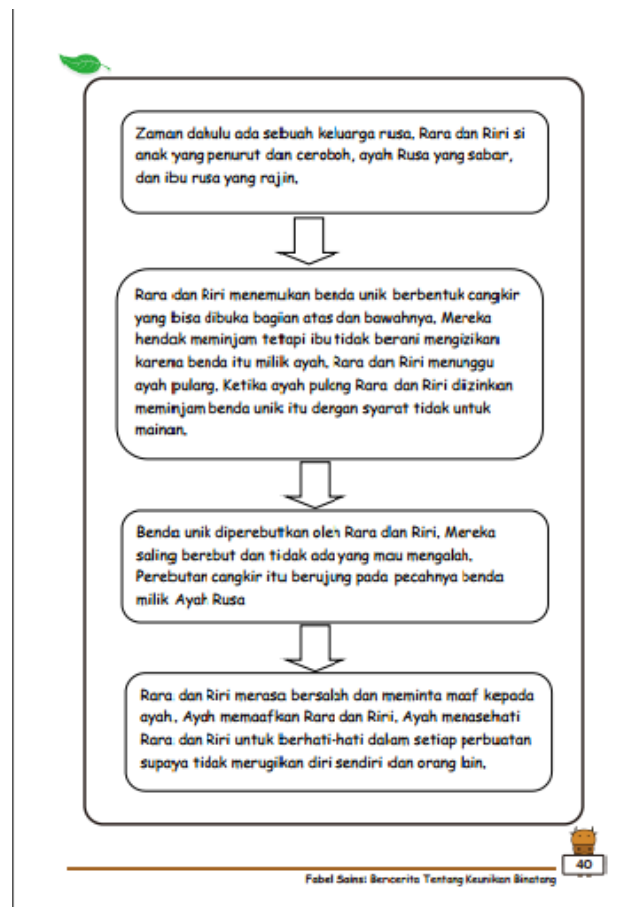 Zaman dahulu ada sebuah keluarga rusa. Rara dan Riri si
anak yang penurut dan ceroboh, ayah Rusa yang sabar,
dan ibu rusa yang rajin.
Rara dan Riri menemukan benda unik berbentuk cangkir
yang bisa dibuka bagian atas dan bawahnya. Mereka
hendak meminjam tetapi ibu tidak berani mengizikan
karena benda itu milik ayah. Rara dan Riri menunggu
ayah pulang. Ketika ayah pulang Rara dan Riri diizinkan
meminjam benda unik itu dengan syarat tidak untuk
mainan.
Benda unik diperebutkan oleh Rara dan Riri. Mereka
saling berebut dan tidak ada yang mau mengalah.
Perebutan cangkir itu berujung pada pecahnya benda
milik Ayah Rusa
Rara dan Riri merasa bersalah dan meminta maaf kepada
ayah. Ayah memaafkan Rara dan Riri. Ayah menasehati
Rara dan Riri untuk berhati-hati dalam setiap perbuatan
supaya tidak merugikan diri sendiri dan orang lain.
40
Fabel Sains: Bercerita Tentang Keunikan Binatang